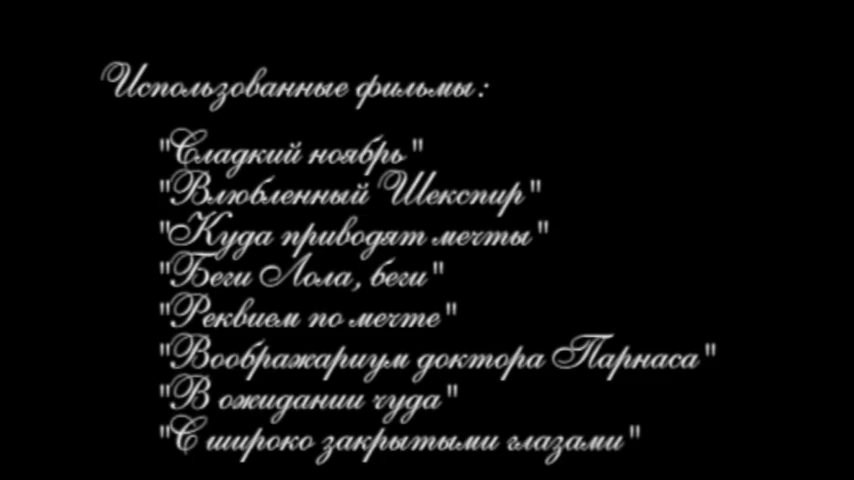 Использованные фильмы:
"Сладкий ноябрь"
"Влюбленный Шекспир"
"Куда приводят мечты"
"Беги Лола, беги"
"Реквием по мечте"
"Воображариум доктора Парнаса"
"В ожидании чуда"
"С широко закрытыми глазами"